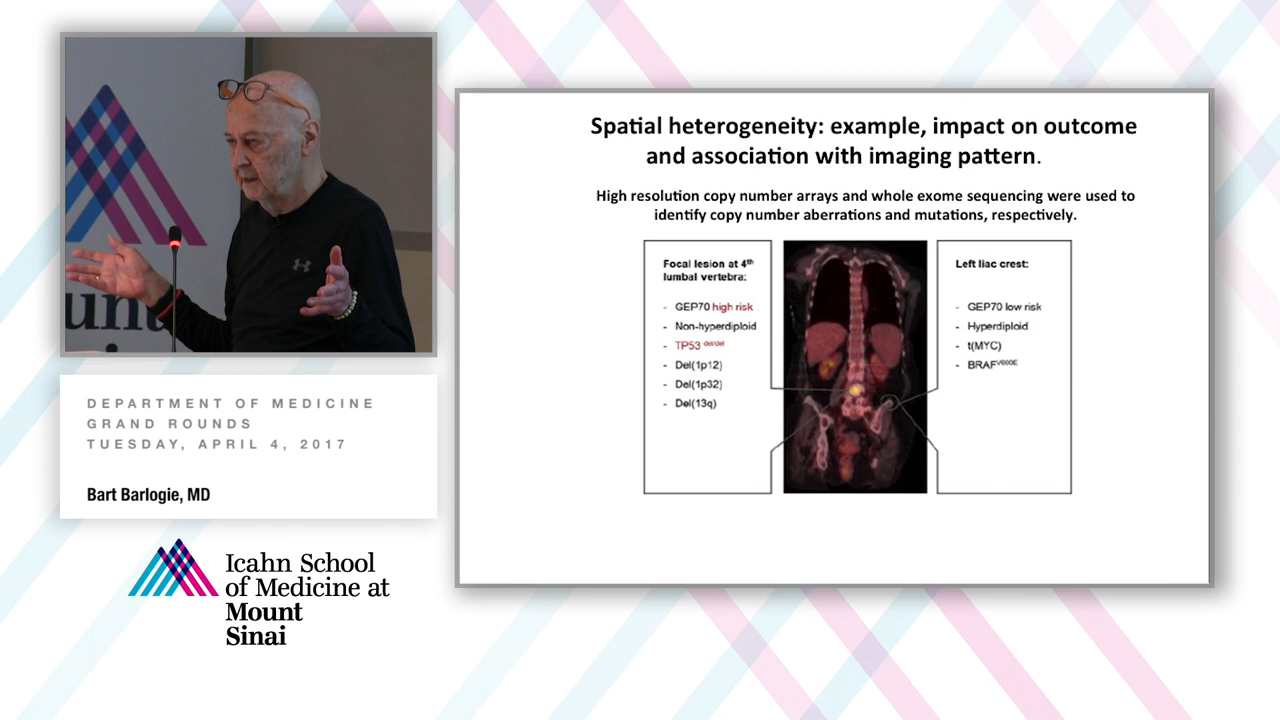 DEPARTMENT OF MEDICINE
GRAND ROUNDS
TUESDAY, APRIL 4, 2017
Bart Barlogie, MD
Icahn School
of Medicine at
Mount
Sinai
Spatial heterogeneity: example, impact on outcome
and association with imaging pattern.
High resolution copy number arrays and whole exome sequencing were used to
identify copy number aberrations and mutations, respectively.
Focal lesion at 4th
lumbal vertebra:
- GEP70 high risk
- Non-hyperdiploid
- TP53 del/del
- Del(1p12)
- Del(1p32)
- Del(13q)
Left liac crest:
- GEP70 low risk
- Hyperdiploid
- t(MYC)
- BRAFV600E